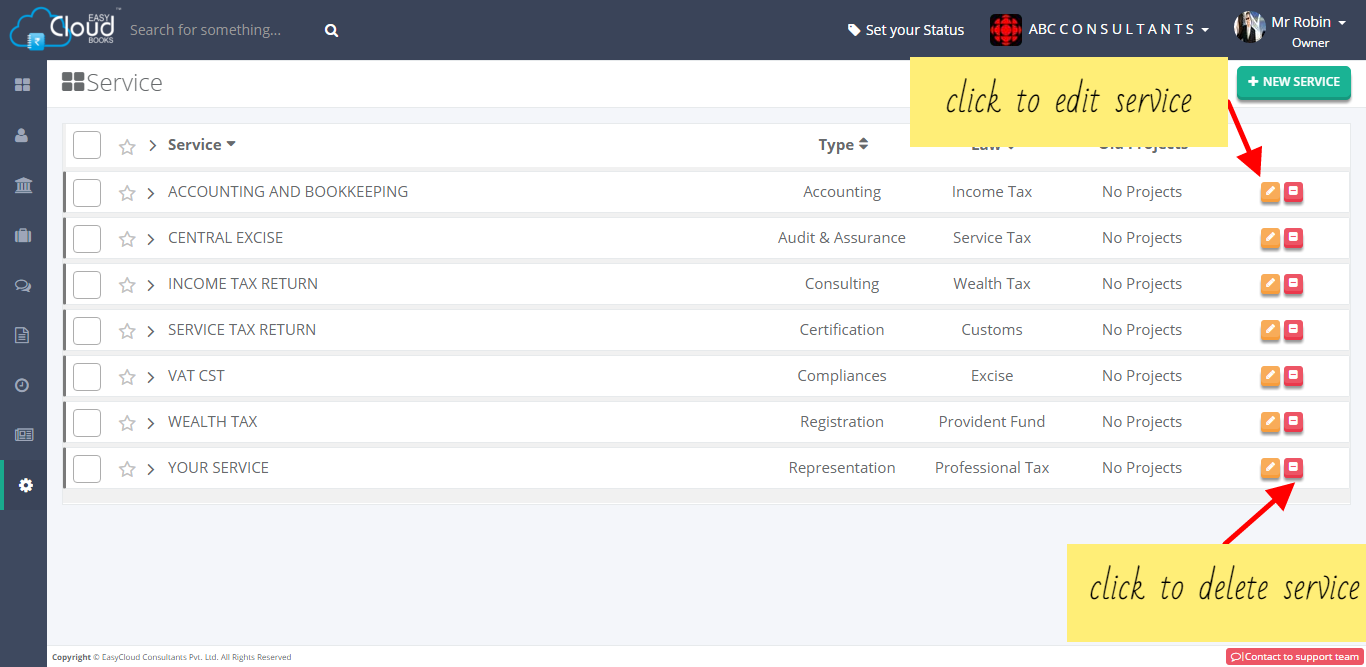 EASY
Cloud ™
BOOKS
Search for something...
Set your Status
ABCCONSULTANTS
Mr Robin
Owner
Service
click to edit service
+ NEW SERVICE
Service Type Law Old Projects
ACCOUNTING AND BOOKKEEPING Accounting Income Tax No Projects
CENTRAL EXCISE Audit & Assurance Service Tax No Projects
INCOME TAX RETURN Consulting Wealth Tax No Projects
SERVICE TAX RETURN Certification Customs No Projects
VAT CST Compliances Excise No Projects
WEALTH TAX Registration Provident Fund No Projects
YOUR SERVICE Representation Professional Tax No Projects
click to delete service
Copyright © EasyCloud Consultants Pvt. Ltd. All Rights Reserved
Contact to support team